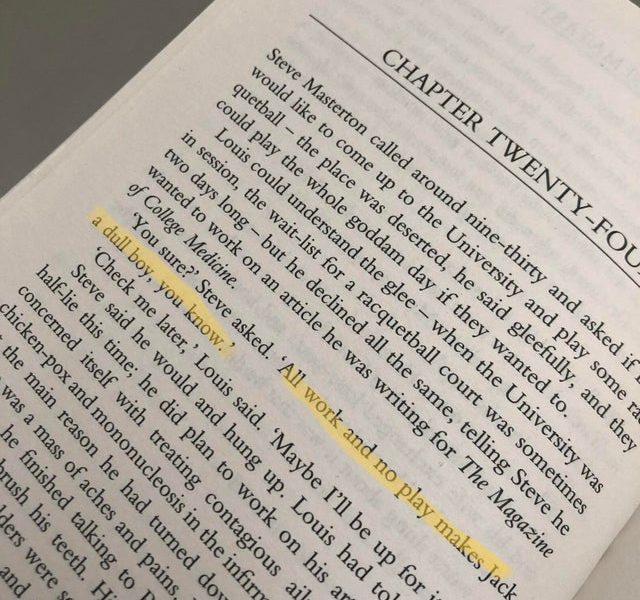 CHAPTER TWENTY-FOU
Steve Masterton called around nine-thirty and asked if
would like to come up to the University and play some ra
quetball – the place was deserted, he said gleefully, and they
could play the whole goddam day if they wanted to.
Louis could understand the glee – when the University was
in session, the wait-list for a racquetball court was sometimes
two days long – but he declined all the same, telling Steve he
wanted to work on an article he was writing for The Magazine
of College Medicine.
'You sure?' Steve asked. 'All work and no play makes Jack
a dull boy, you know.'
'Check me later,' Louis said. 'Maybe I'll be up for
Steve said he would and hung up. Louis had tol
half-lie this time; he did plan to work on his ar
concerned itself with treating contagious ail
chicken-pox and mononucleosis in the infirm
the main reason he had turned dow
was a mass of aches and pains.
he finished talking to
brush his teeth. Hi
lders were
and